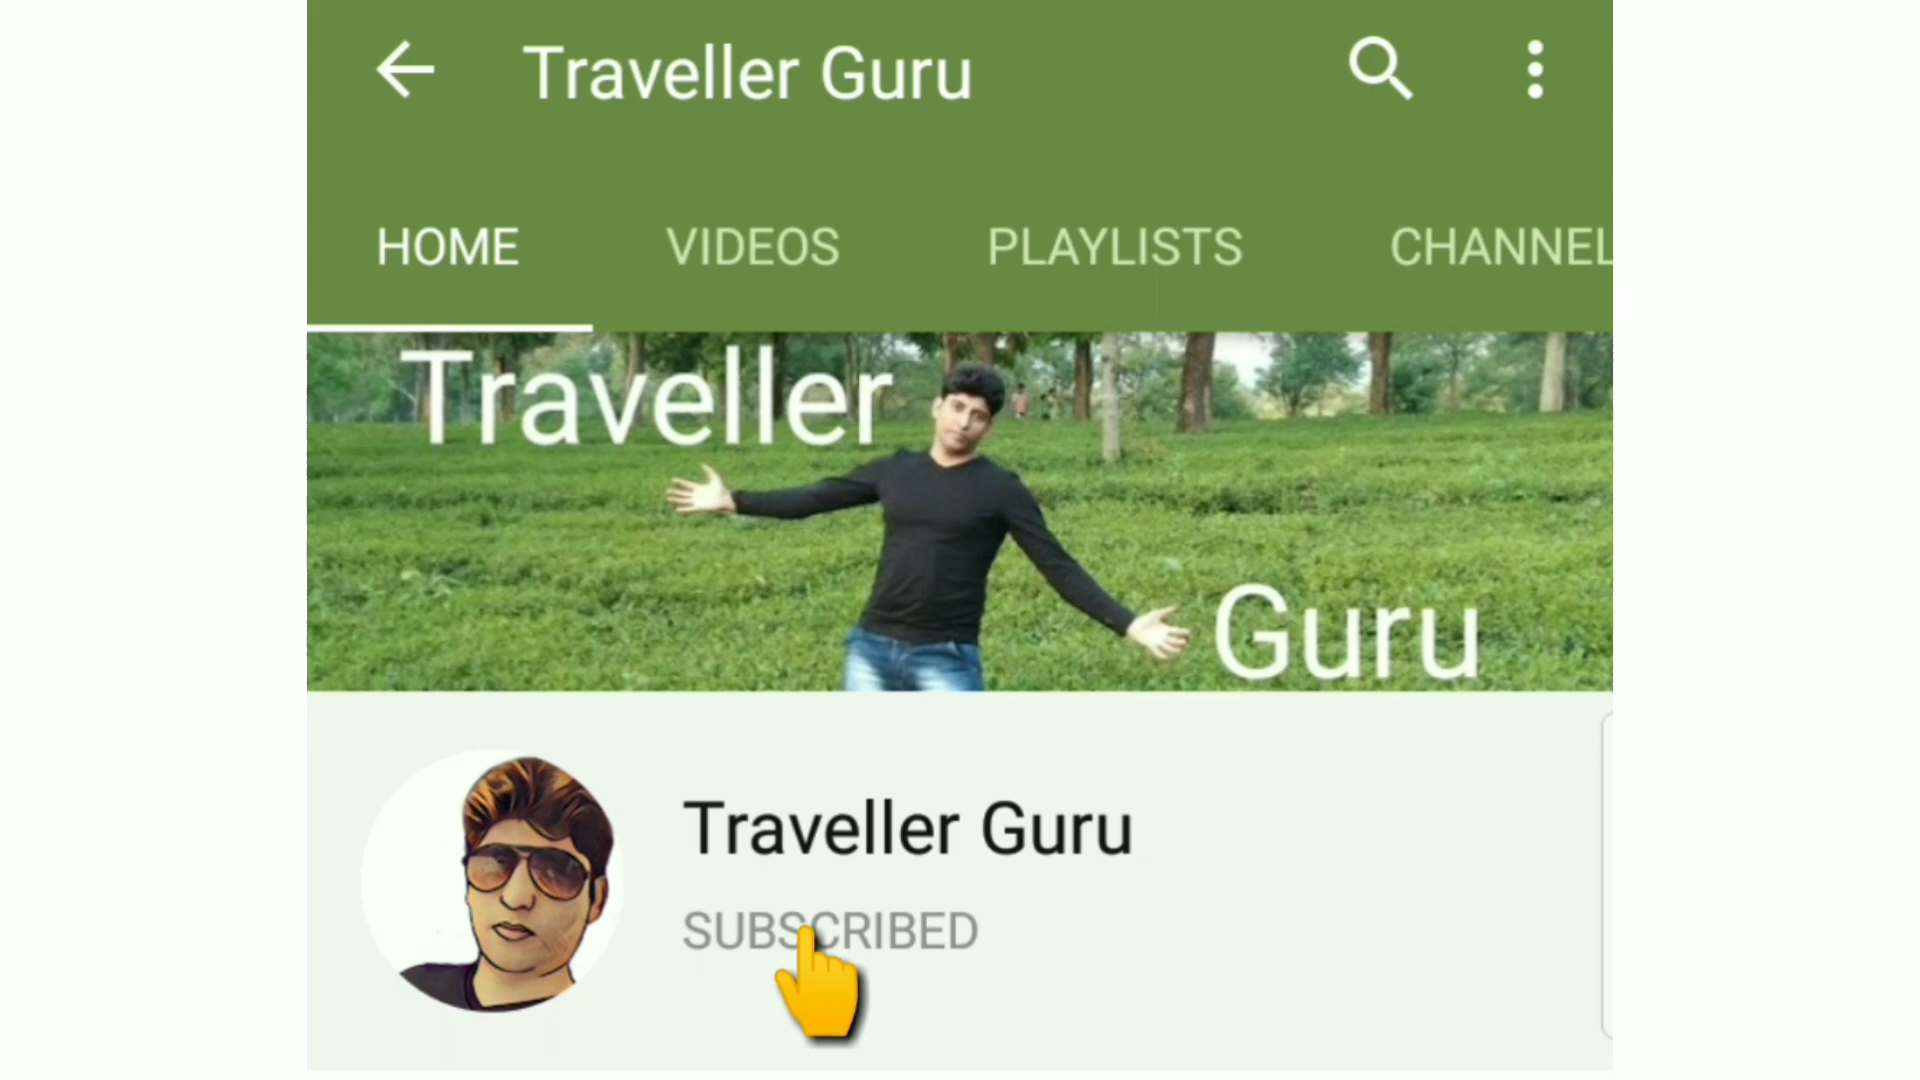 Traveller Guru
HOME VIDEOS PLAYLISTS CHANNEL
Traveller
Guru
Traveller Guru
SUBSCRIBED